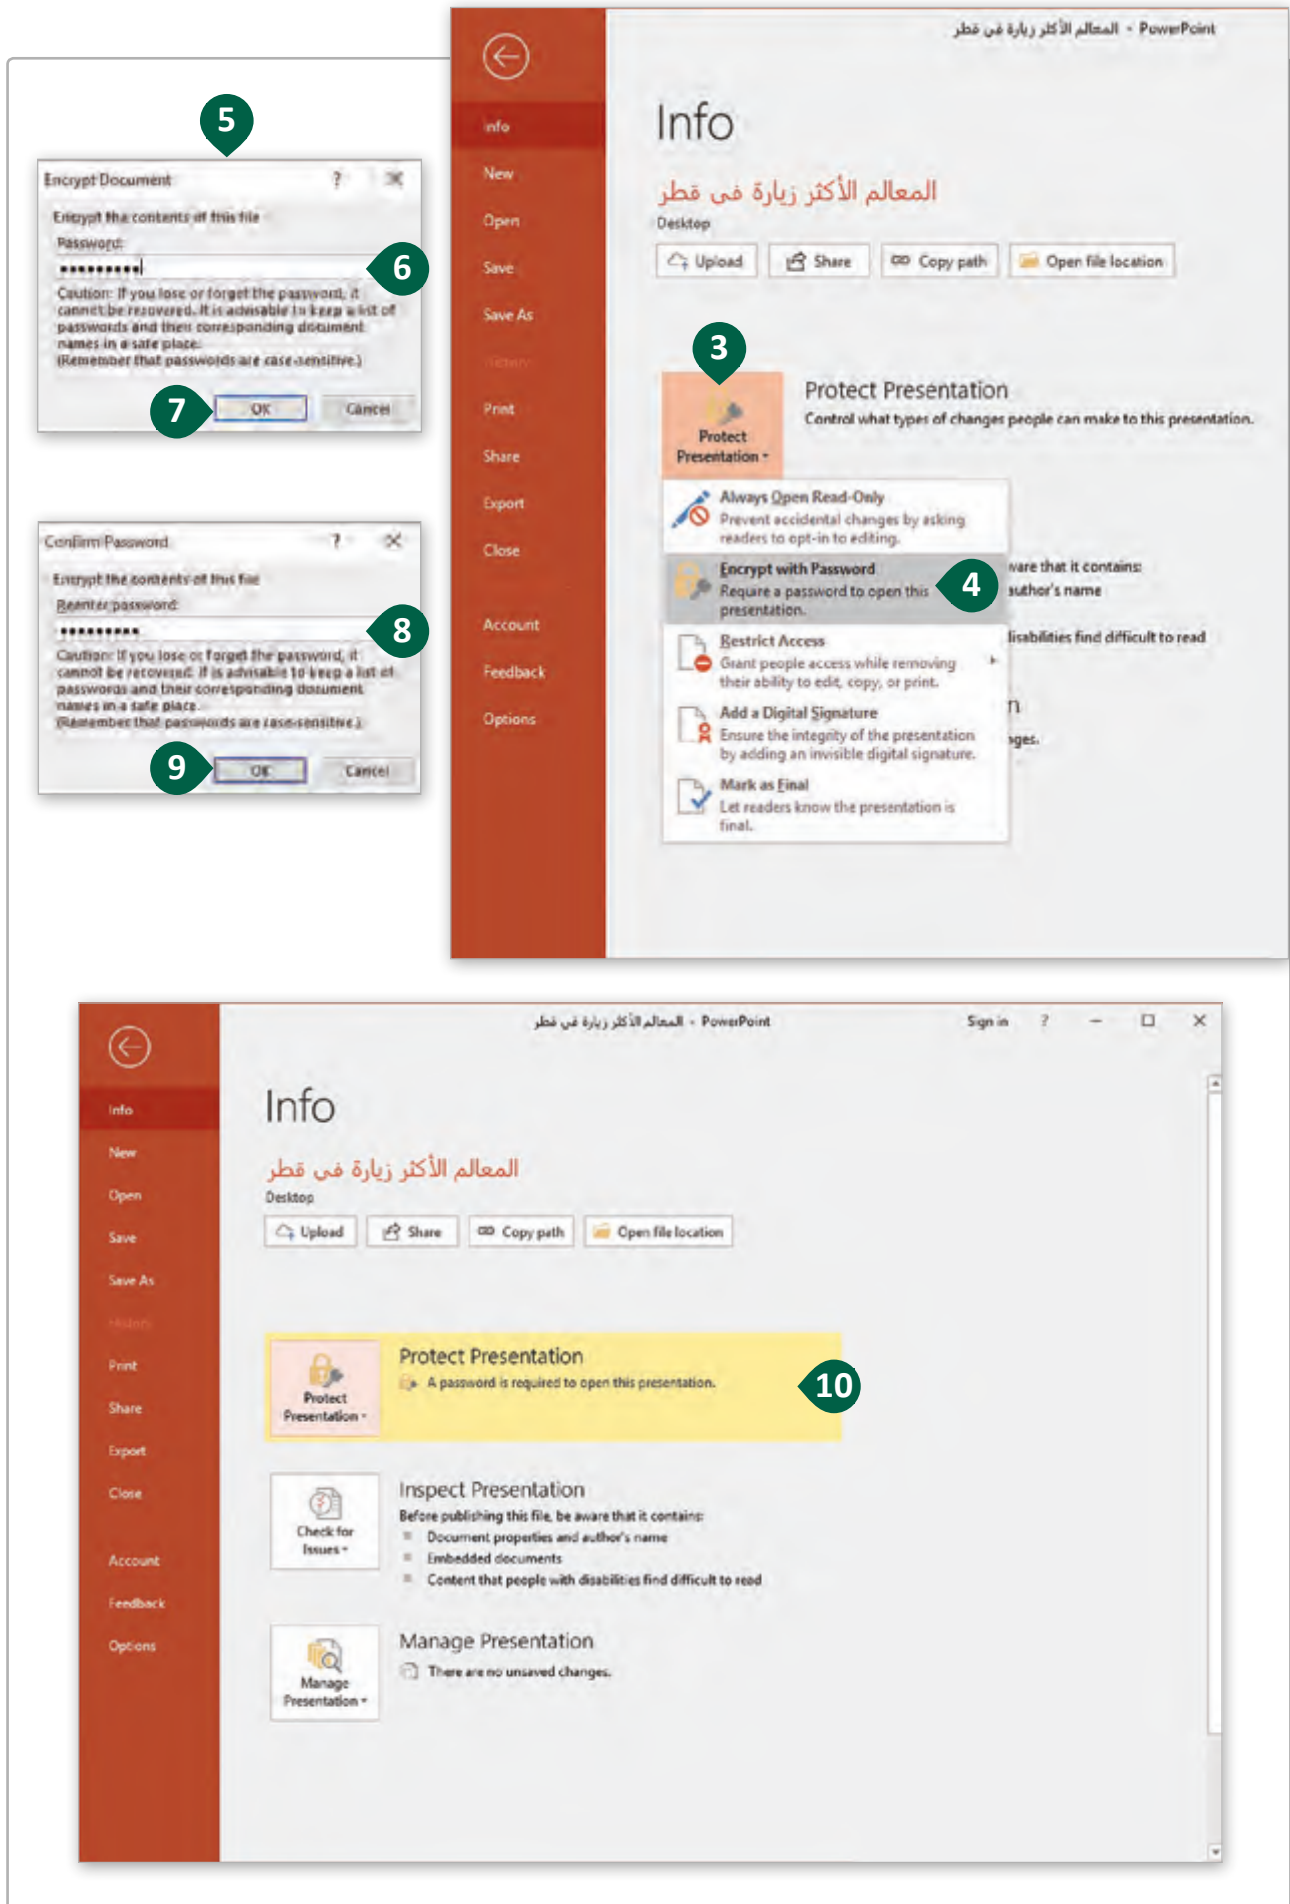 PowerPoint - المعالم الأكثر زيارة في قطر
Info
New
Open
Save
Save As
History
Print
Share
Export
Close
Account
Feedback
Options
Info
المعالم الأكثر زيارة في قطر
Desktop
Upload
Share
Copy path
Open file location
3
Protect Presentation
Protect Presentation
Control what types of changes people can make to this presentation.
Always Open Read-Only
Prevent accidental changes by asking
readers to opt-in to editing.
Encrypt with Password
Require a password to open this
presentation.
4
Restrict Access
Grant people access while removing
their ability to edit, copy, or print.
Add a Digital Signature
Ensure the integrity of the presentation
by adding an invisible digital signature.
Mark as Final
Let readers know the presentation is
final.
ware that it contains:
author's name
disabilities find difficult to read
n
ges.
5
Encrypt Document
?
Encrypt the contents of this file
Password:
6
Caution: If you lose or forget the password, it
cannot be recovered. It is advisable to keep a list of
passwords and their corresponding document
names in a safe place.
(Remember that passwords are case-sensitive.)
7
OK
Cancel
Confirm Password
?
Encrypt the contents of this file
Reenter password:
8
Caution: If you lose or forget the password, it
cannot be recovered. It is advisable to keep a list of
passwords and their corresponding document
names in a safe place.
(Remember that passwords are case-sensitive.)
9
OK
Cancel
PowerPoint - المعالم الأكثر زيارة في قطر
Sign in
?
Info
New
Open
Save
Save As
History
Print
Share
Export
Close
Account
Feedback
Options
Info
المعالم الأكثر زيارة في قطر
Desktop
Upload
Share
Copy path
Open file location
Protect
Presentation
Protect Presentation
A password is required to open this presentation.
10
Check for
Issues
Inspect Presentation
Before publishing this file, be aware that it contains:
Document properties and author's name
Embedded documents
Content that people with disabilities find difficult to read
Manage
Presentation
Manage Presentation
There are no unsaved changes.